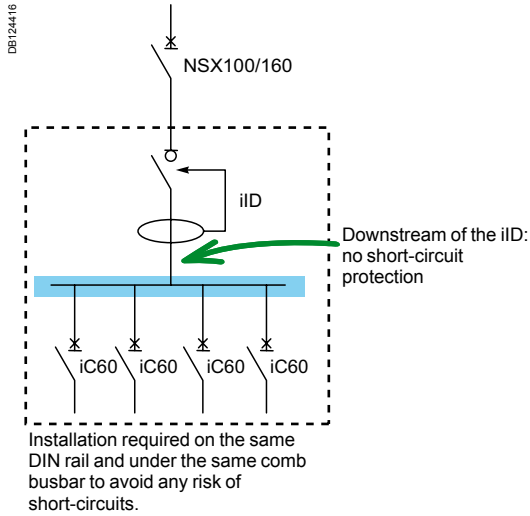 DB124416
NSX100/160
iID
Downstream of the iID:
no short-circuit
protection
iC60 iC60 iC60 iC60
Installation required on the same
DIN rail and under the same comb
busbar to avoid any risk of
short-circuits.